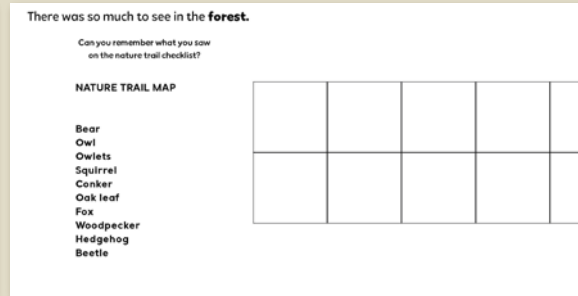 There was so much to see in the forest.
Can you remember what you saw
on the nature trail checklist?
NATURE TRAIL MAP
Bear
Owl
Owlets
Squirrel
Conker
Oak leaf
Fox
Woodpecker
Hedgehog
Beetle